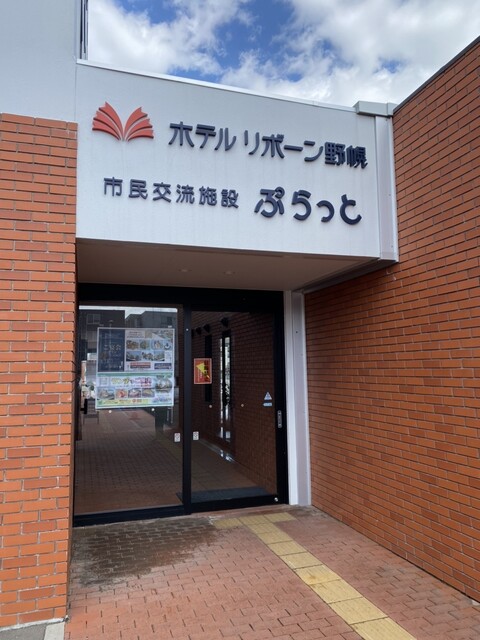 ホテル リボーン野幌
市民交流施設 ぷらっと